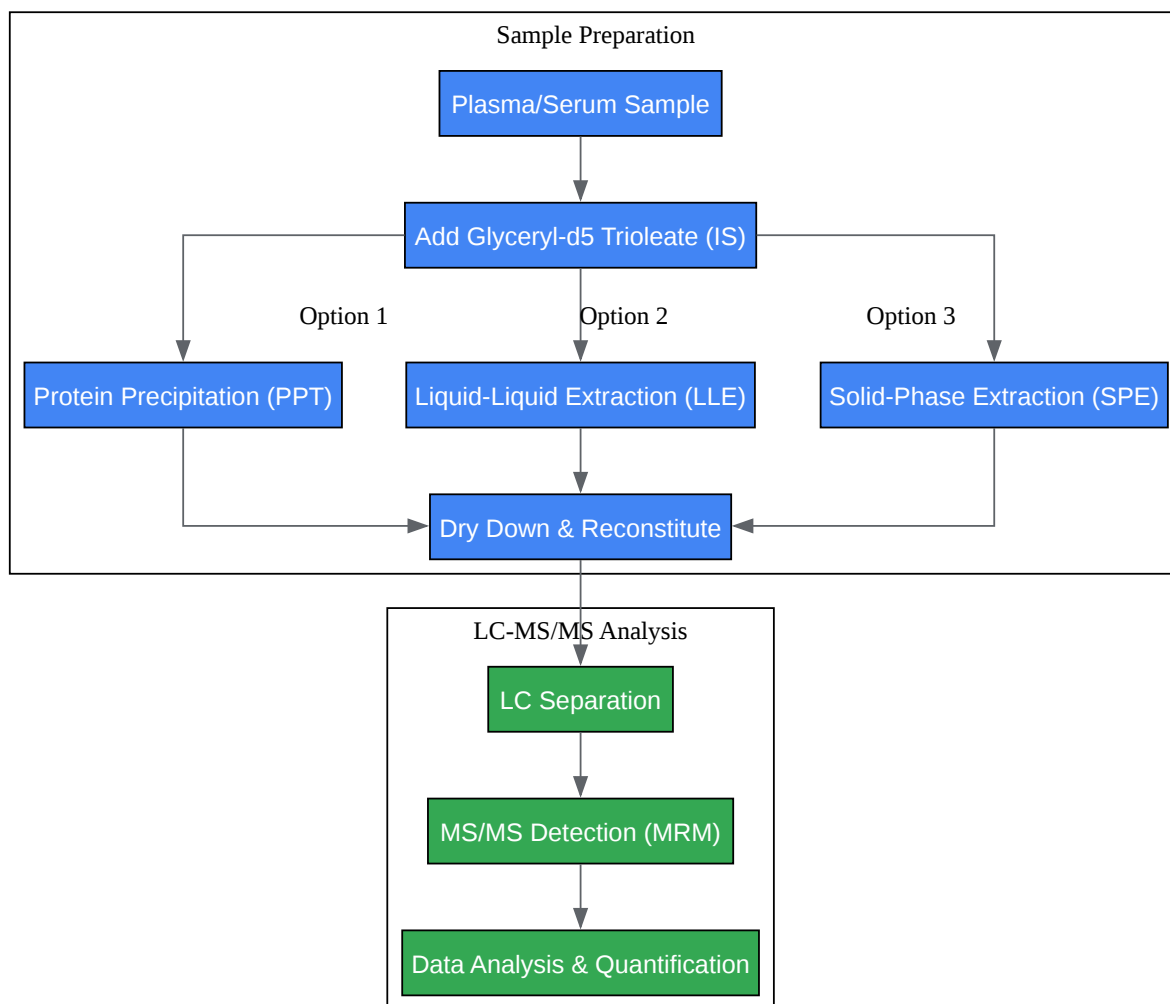 Sample Preparation
Plasma/Serum Sample
Add Glyceryl-d5 Trioleate (IS)
Option 1
Option 2
Option 3
Protein Precipitation (PPT)
Liquid-Liquid Extraction (LLE)
Solid-Phase Extraction (SPE)
Dry Down & Reconstitute
LC-MS/MS Analysis
LC Separation
MS/MS Detection (MRM)
Data Analysis & Quantification